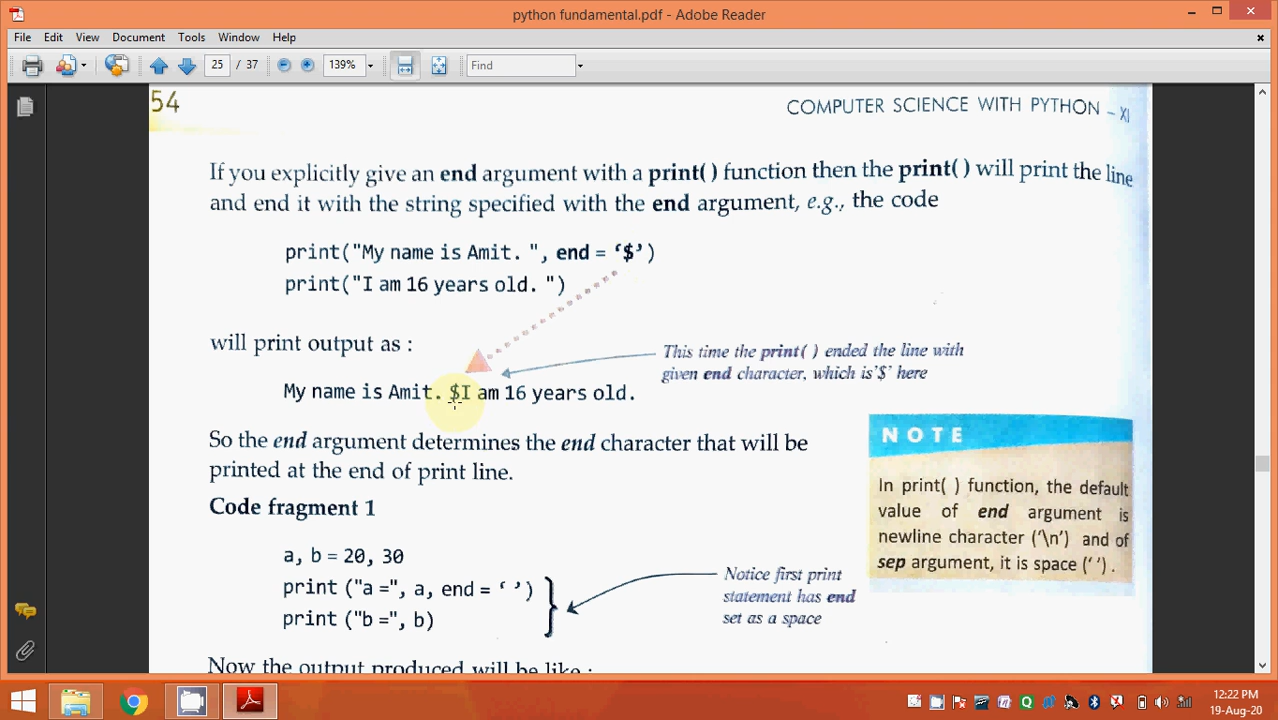 python fundamental.pdf - Adobe Reader
File Edit View Document Tools Window Help
25 / 37 139% Find
54
COMPUTER SCIENCE WITH PYTHON – XI
If you explicitly give an end argument with a print( ) function then the print( ) will print the line
and end it with the string specified with the end argument, e.g., the code
print("My name is Amit. ", end = ‘$’)
print("I am 16 years old. ")
will print output as :
This time the print( ) ended the line with
given end character, which is'$' here
My name is Amit. $I am 16 years old.
So the end argument determines the end character that will be
printed at the end of print line.
NOTE
In print( ) function, the default
value of end argument is
newline character (‘\n’) and of
sep argument, it is space (‘ ’) .
Code fragment 1
a, b = 20, 30
print ("a =", a, end = ‘ ’)
print ("b =", b)
Notice first print
statement has end
set as a space
Now the output produced will be like :
12:22 PM
19-Aug-20